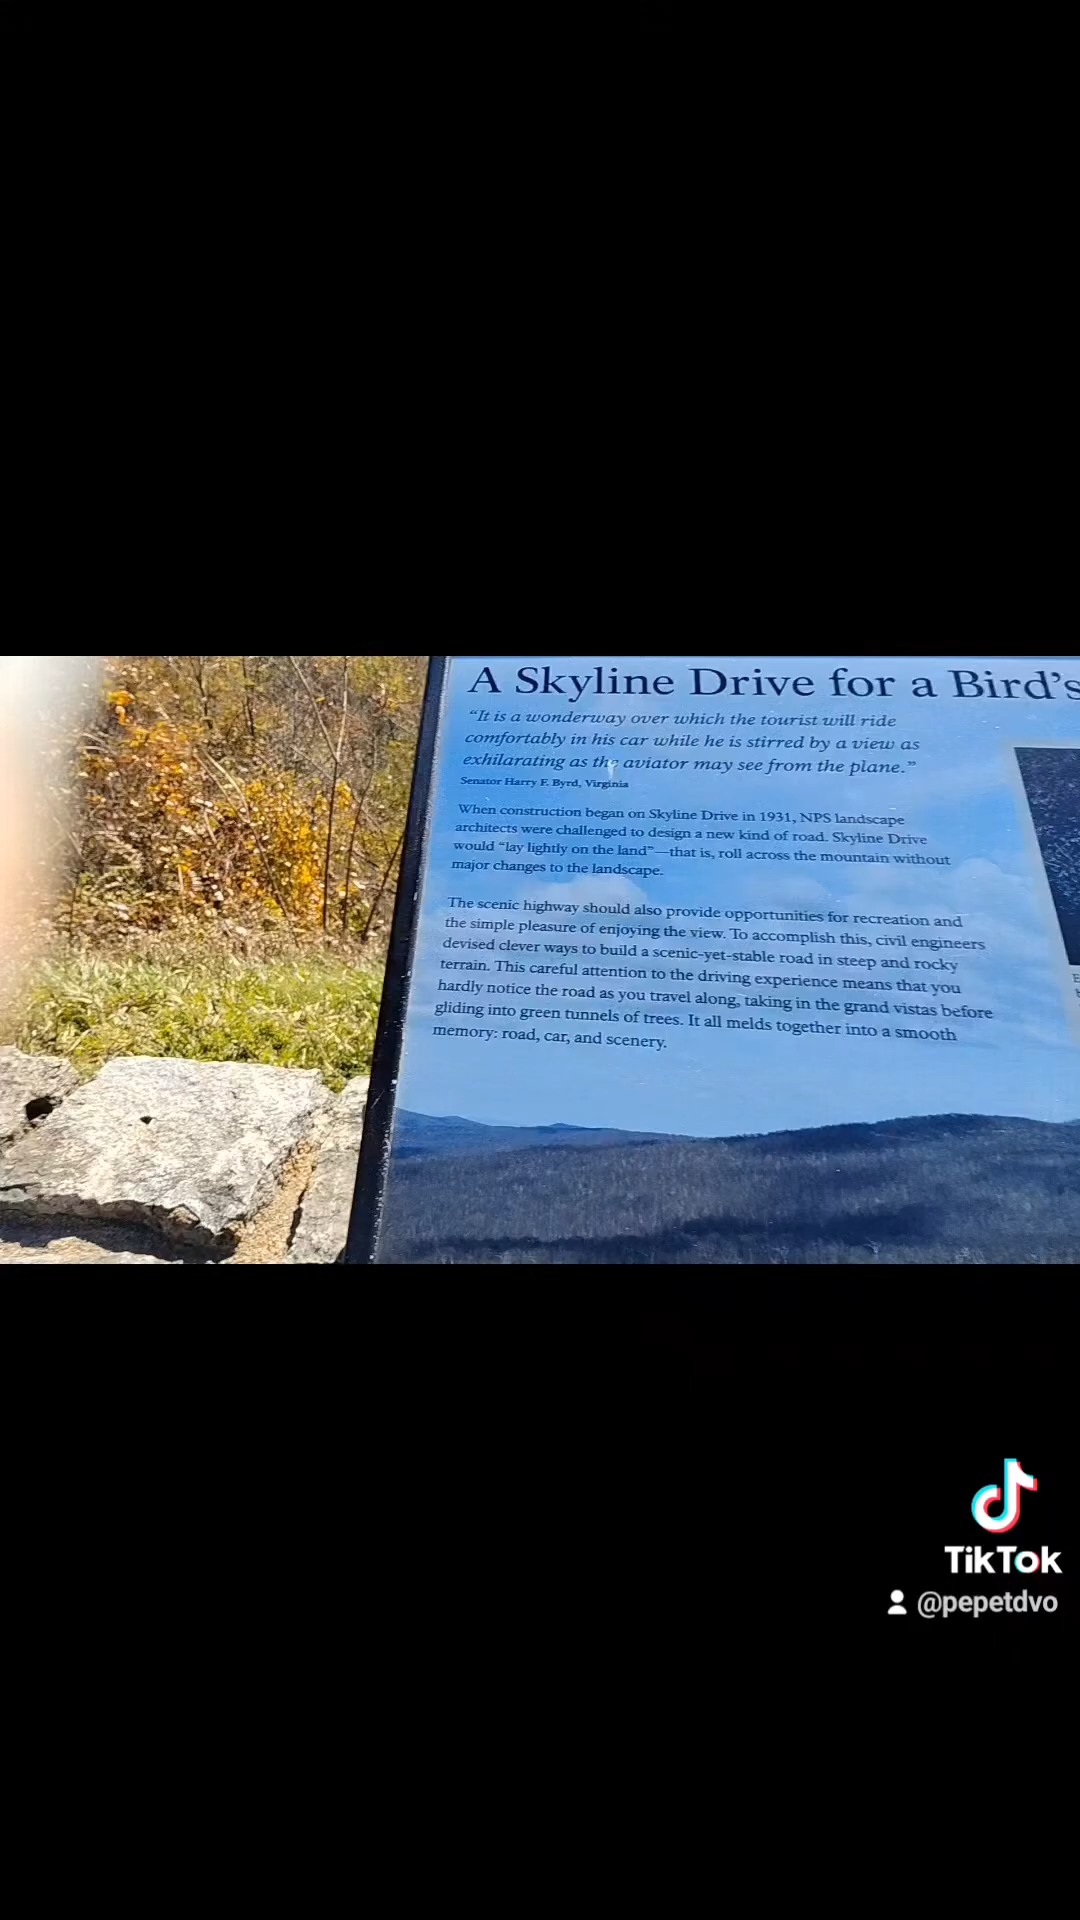 A Skyline Drive for a Bird's
“It is a wonderway over which the tourist will ride
comfortably in his car while he is stirred by a view as
exhilarating as the aviator may see from the plane.”
Senator Harry F. Byrd, Virginia
When construction began on Skyline Drive in 1931, NPS landscape
architects were challenged to design a new kind of road. Skyline Drive
would “lay lightly on the land”—that is, roll across the mountain without
major changes to the landscape.
The scenic highway should also provide opportunities for recreation and
the simple pleasure of enjoying the view. To accomplish this, civil engineers
devised clever ways to build a scenic-yet-stable road in steep and rocky
terrain. This careful attention to the driving experience means that you
hardly notice the road as you travel along, taking in the grand vistas before
gliding into green tunnels of trees. It all melds together into a smooth
memory: road, car, and scenery.
TikTok
@pepetdvo